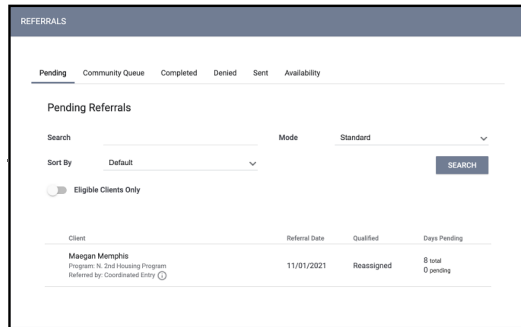 REFERRALS
Pending Community Queue Completed Denied Sent Availability
Pending Referrals
Search Mode Standard
Sort By Default SEARCH
Eligible Clients Only
Client Referral Date Qualified Days Pending
Maegan Memphis
Program: N. 2nd Housing Program 11/01/2021 Reassigned 8 total
Referred by: Coordinated Entry 0 pending